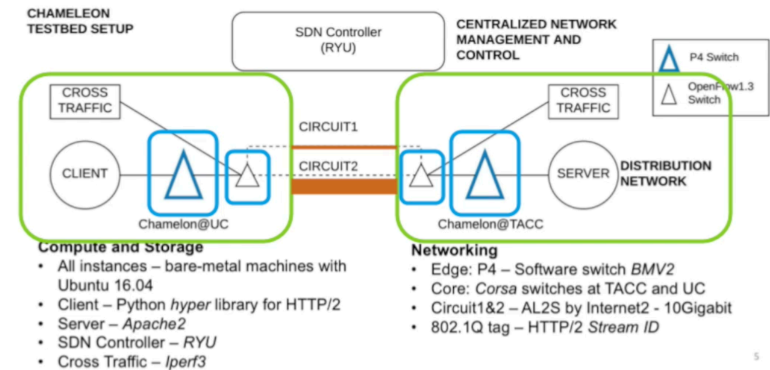 CHAMELEON
TESTBED SETUP
SDN Controller
(RYU)
CENTRALIZED NETWORK
MANAGEMENT AND
CONTROL
P4 Switch
OpenFlow1.3
Switch
CROSS
TRAFFIC
CROSS
TRAFFIC
CIRCUIT1
CLIENT
CIRCUIT2
SERVER
DISTRIBUTION
NETWORK
Chamelon@UC
Chamelon@TACC
Compute and Storage
• All instances – bare-metal machines with
Ubuntu 16.04
• Client – Python hyper library for HTTP/2
• Server – Apache2
• SDN Controller – RYU
• Cross Traffic – Iperf3
Networking
• Edge: P4 – Software switch BMV2
• Core: Corsa switches at TACC and UC
• Circuit1&2 – AL2S by Internet2 - 10Gigabit
• 802.1Q tag – HTTP/2 Stream ID
5